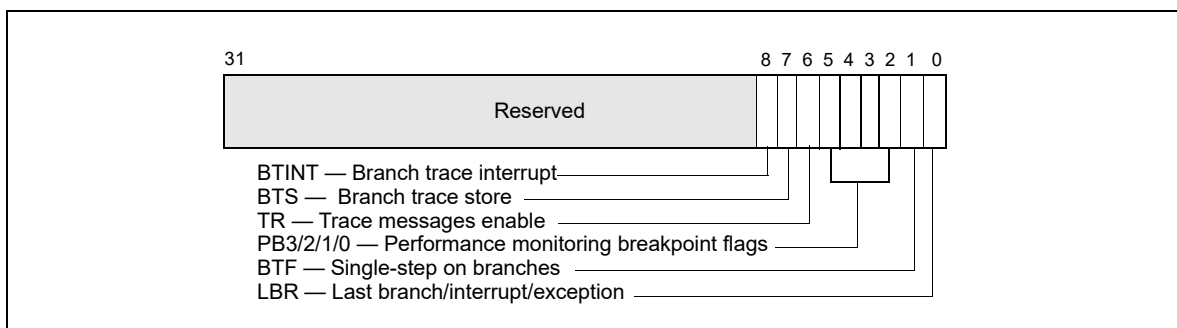 31 8 7 6 5 4 3 2 1 0
Reserved
BTINT — Branch trace interrupt
BTS — Branch trace store
TR — Trace messages enable
PB3/2/1/0 — Performance monitoring breakpoint flags
BTF — Single-step on branches
LBR — Last branch/interrupt/exception